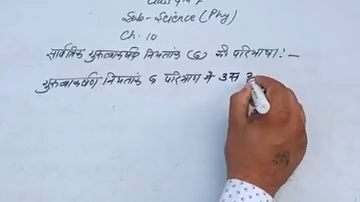 Sub- Science (Phy)
Ch. 10
सार्वत्रिक गुरुत्वाकर्षण नियतांक (G) की परिभाषा:-
गुरुत्वाकर्षण नियतांक G परिमाण में उस